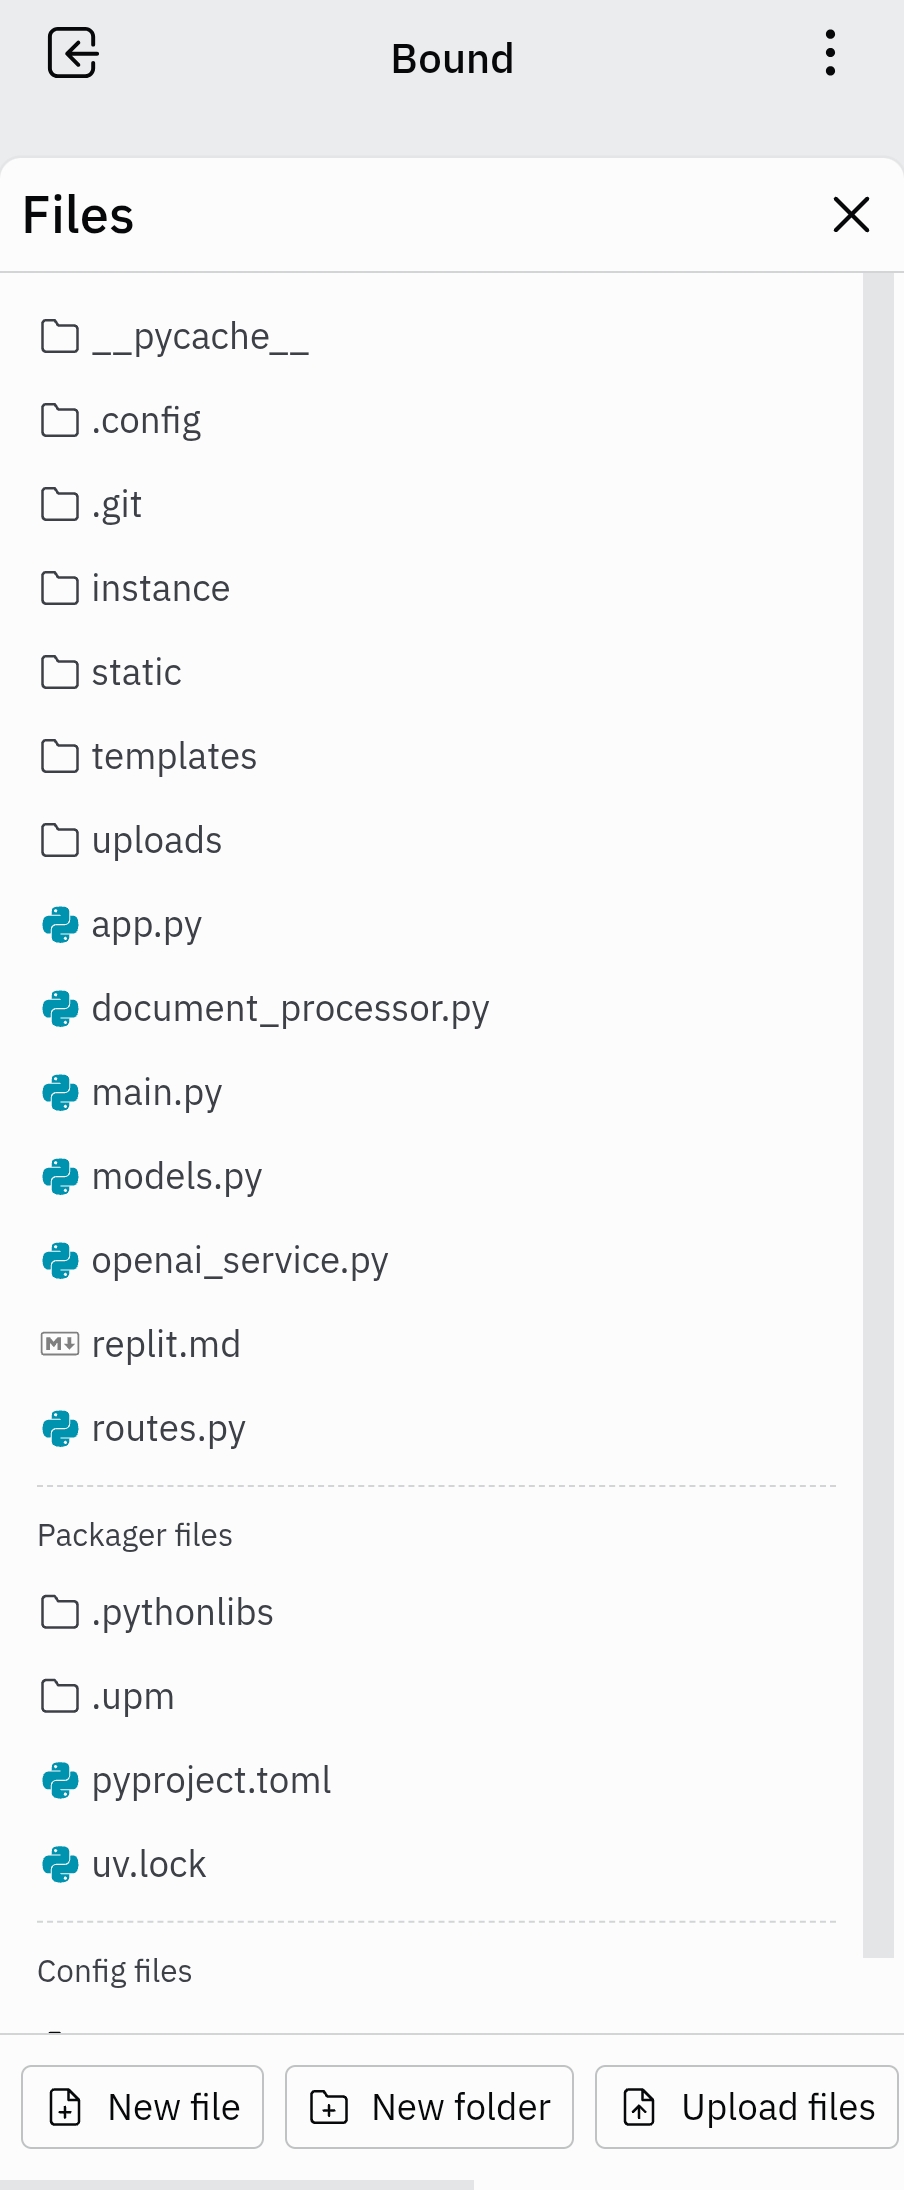 Bound
Files
__pycache__
.config
.git
instance
static
templates
uploads
app.py
document_processor.py
main.py
models.py
openai_service.py
replit.md
routes.py
Packager files
.pythonlibs
.upm
pyproject.toml
uv.lock
Config files
New file New folder Upload files